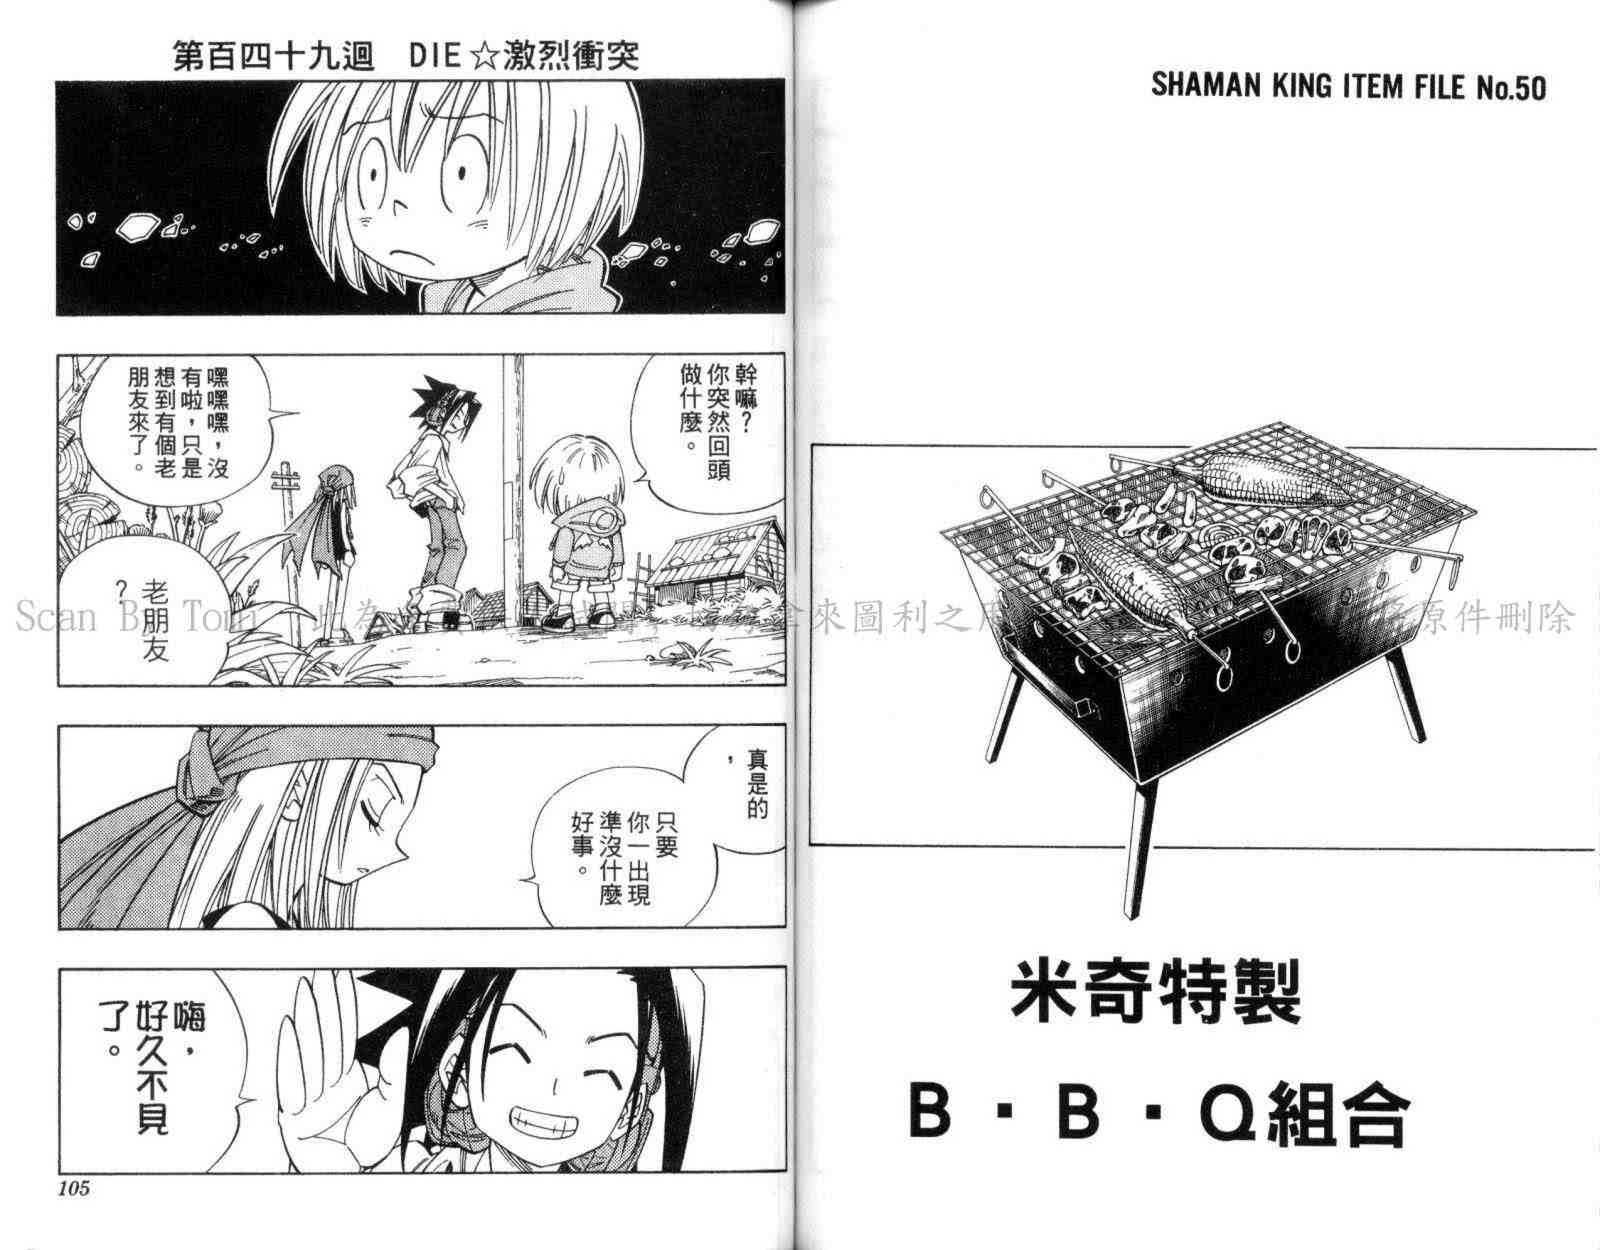 SHAMAN KING ITEM FILE No.50
米奇特製
B・B・Q組合
第百四十九迴 DIE☆激烈衝突
幹嘛？
你突然回頭
做什麼。
嘿嘿嘿，沒
有啦，只是
想到有個老
朋友來了。
老朋友
？
真是的
，
只要
你一出現
準沒什麼
好事。
嗨，
好久不見
了。
105